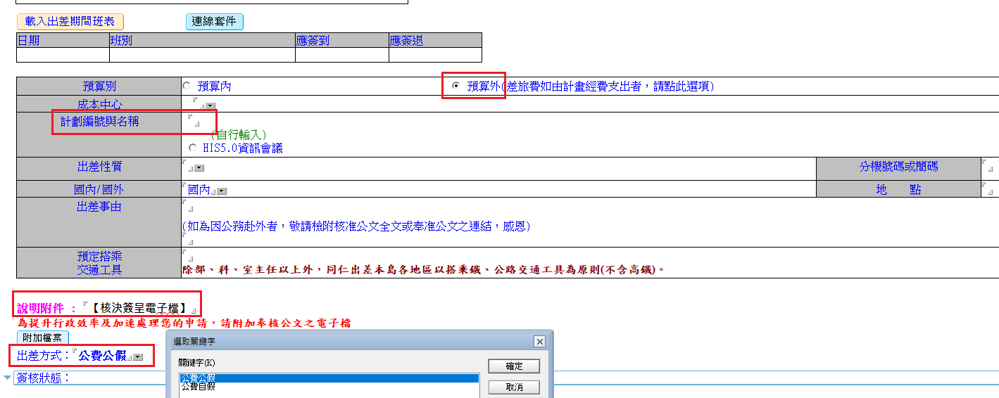 載入出差期間班表 連線套件
日期 班別 應簽到 應簽退
預算別 預算內 預算外(差旅費如由計畫經費支出者，請點此選項)
成本中心 『 』
計劃編號與名稱 『 』
(自行輸入)
HIS5.0資訊會議
出差性質 『 』 分機號碼或簡碼 『 』
國內/國外 『國內』 地 點 『 』
出差事由 『 』
(如為因公務赴外者，敬請檢附核准公文全文或奉准公文之連結，感恩)
『 』
預定搭乘 『 』
交通工具 除部、科、室主任以上外，同仁出差本島各地區以搭乘鐵、公路交通工具為原則(不含高鐵)。
說明附件 ：『【核決簽呈電子檔】』
為提升行政效率及加速處理您的申請，請附加奉核公文之電子檔
附加檔案
出差方式：『公費公假』
簽核狀態：
選取關鍵字
關鍵字(K)
公費公假
公費自假
確定
取消